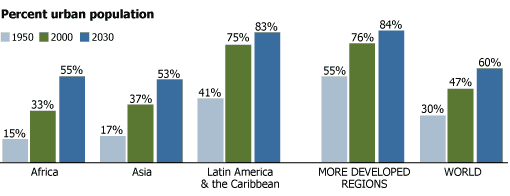 Percent urban population
1950 2000 2030
15% 33% 55%
17% 37% 53%
41% 75% 83%
55% 76% 84%
30% 47% 60%
Africa
Asia
Latin America
& the Caribbean
MORE DEVELOPED
REGIONS
WORLD